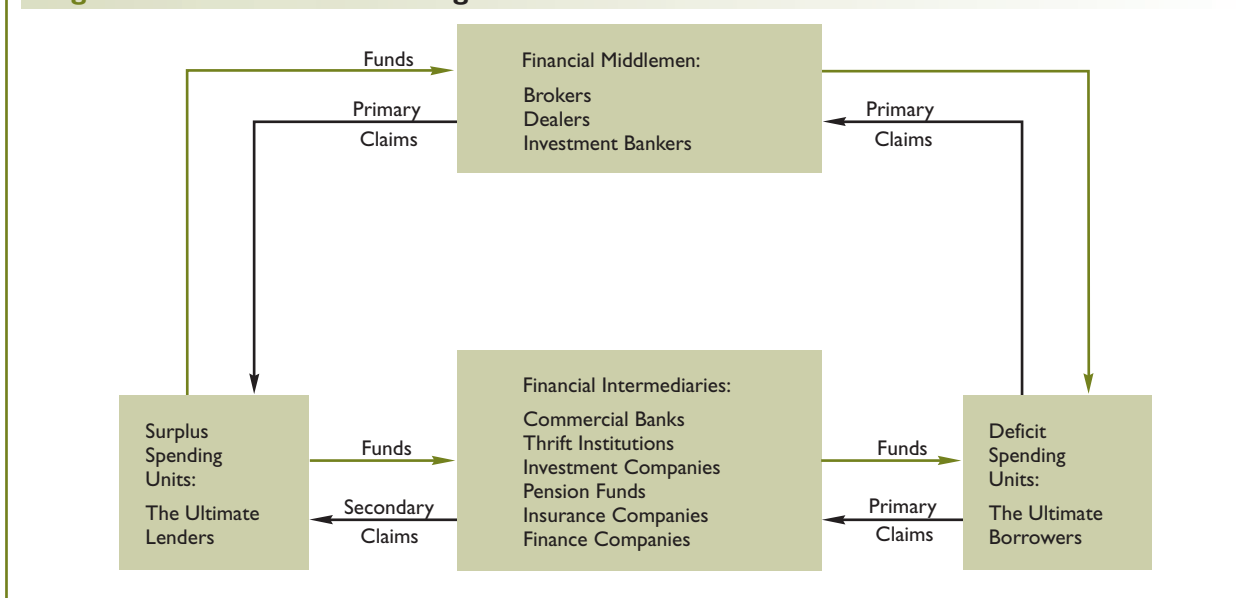 Funds
Primary
Claims
Financial Middlemen:
Brokers
Dealers
Investment Bankers
Primary
Claims
Surplus
Spending
Units:
The Ultimate
Lenders
Funds
Secondary
Claims
Financial Intermediaries:
Commercial Banks
Thrift Institutions
Investment Companies
Pension Funds
Insurance Companies
Finance Companies
Funds
Primary
Claims
Deficit
Spending
Units:
The Ultimate
Borrowers